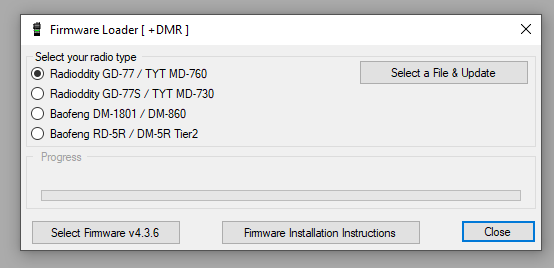 Firmware Loader [ +DMR ]
Select your radio type
Radioddity GD-77 / TYT MD-760
Select a File & Update
Radioddity GD-77S / TYT MD-730
Baofeng DM-1801 / DM-860
Baofeng RD-5R / DM-5R Tier2
Progress
Select Firmware v4.3.6
Firmware Installation Instructions
Close